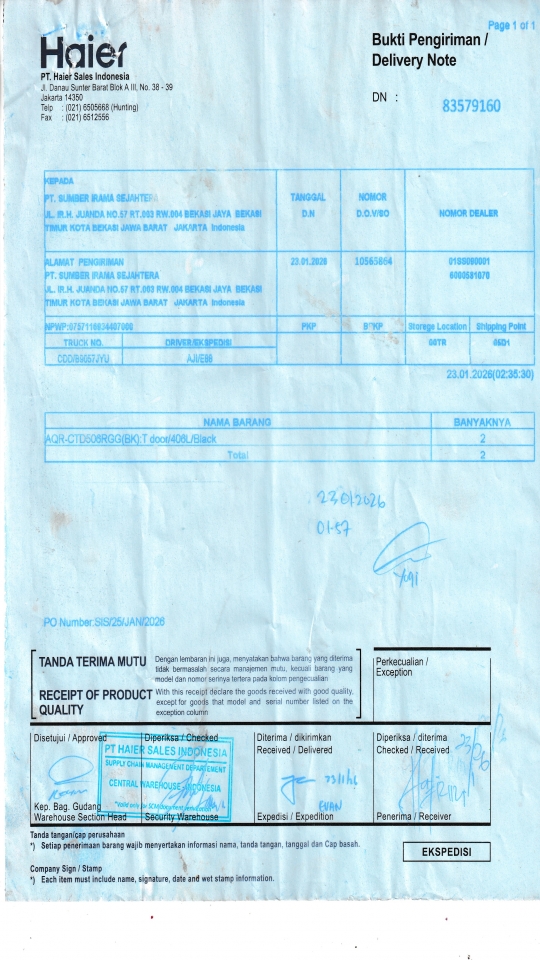 Page 1 of 1
Haier
Bukti Pengiriman /
Delivery Note
PT. Haier Sales Indonesia
Jl. Danau Sunter Barat Blok A III, No. 38 - 39
Jakarta 14350
Telp : (021) 6505668 (Hunting)
Fax : (021) 6512556
DN : 83579160
KEPADA
PT. SUMBER IRAMA SEJAHTERA
JL. IR.H. JUANDA NO.57 RT.003 RW.004 BEKASI JAYA BEKASI
TIMUR KOTA BEKASI JAWA BARAT JAKARTA Indonesia
TANGGAL
D.N
NOMOR
D.O.V/SO
NOMOR DEALER
ALAMAT PENGIRIMAN
PT. SUMBER IRAMA SEJAHTERA
JL. IR.H. JUANDA NO.57 RT.003 RW.004 BEKASI JAYA BEKASI
TIMUR KOTA BEKASI JAWA BARAT JAKARTA Indonesia
23.01.2026
10565864
6000581070
PKP
Storage Location
Shipping Point
TRUCK NO.
DRIVER/EKSPEDISI
23.01.2026(02:35:30)
NAMA BARANG
BANYAKNYA
AQR-CTD506RGG(BK):T door/406L/Black
2
Total
2
23012026
01.57
Yogi
PO Number:SIS/25/JAN/2026
TANDA TERIMA MUTU
Dengan lembaran ini juga, menyatakan bahwa barang yang diterima
tidak bermasalah secara manajemen mutu, kecuali barang yang
model dan nomor serinya tertera pada kolom pengecualian
RECEIPT OF PRODUCT
QUALITY
With this receipt declare the goods received with good quality,
except for goods that model and serial number listed on the
exception column
Perkecualian /
Exception
Disetujui / Approved
Diperiksa / Checked
Diterima / dikirimkan
Received / Delivered
Diperiksa / diterima
Checked / Received
PT HAIER SALES INDONESIA
SUPPLY CHAIN MANAGEMENT DEPARTEMENT
CENTRAL WAREHOUSE - INDONESIA
EVAN
Kep. Bag. Gudang
Warehouse Section Head
Security Warehouse
Expedisi / Expedition
Penerima / Receiver
Tanda tangan/cap perusahaan
*) Setiap penerimaan barang wajib menyertakan informasi nama, tanda tangan, tanggal dan Cap basah.
EKSPEDISI
Company Sign / Stamp
*) Each item must include name, signature, date and wet stamp information.